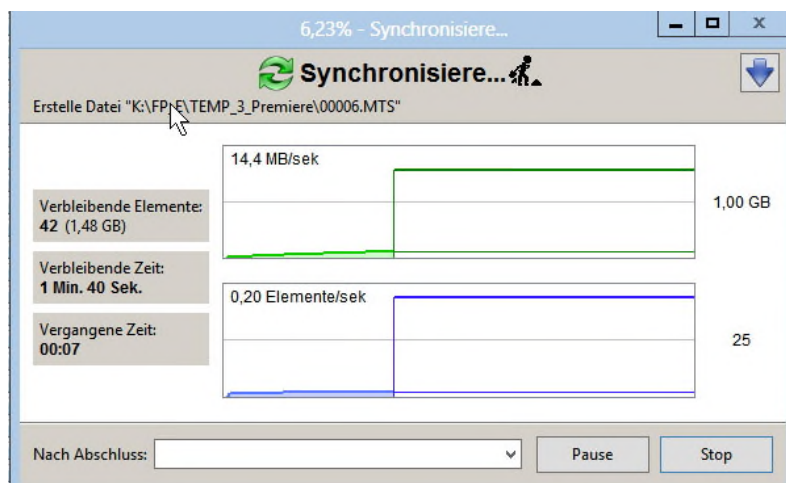 6,23% - Synchronisiere...
Synchronisiere...
Erstelle Datei "K:\FP_F\TEMP_3_Premiere\00006.MTS"
14,4 MB/sek
1,00 GB
Verbleibende Elemente:
42 (1,48 GB)
Verbleibende Zeit:
1 Min. 40 Sek.
0,20 Elemente/sek
Vergangene Zeit:
00:07
25
Nach Abschluss:
Pause
Stop